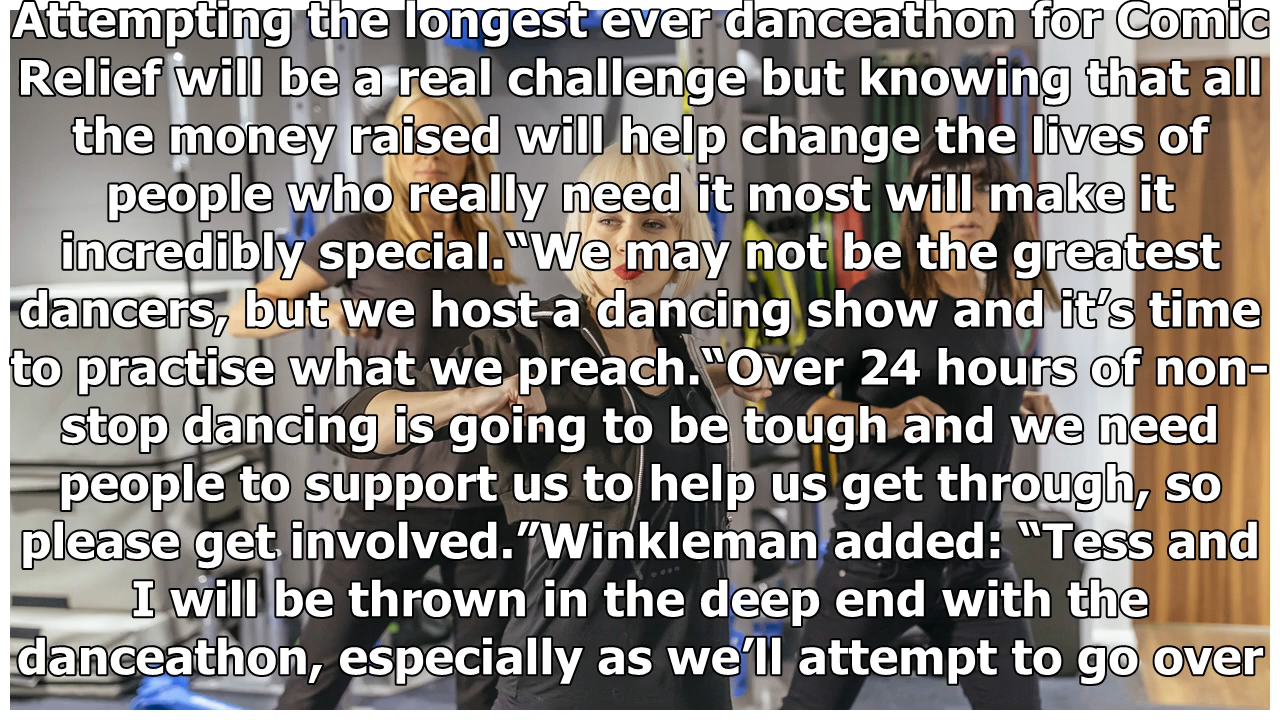 Attempting the longest ever danceathon for Comic
Relief will be a real challenge but knowing that all
the money raised will help change the lives of
people who really need it most will make it
incredibly special.“We may not be the greatest
dancers, but we host a dancing show and it’s time
to practise what we preach.“Over 24 hours of non-
stop dancing is going to be tough and we need
people to support us to help us get through, so
please get involved.”Winkleman added: “Tess and
I will be thrown in the deep end with the
danceathon, especially as we’ll attempt to go over